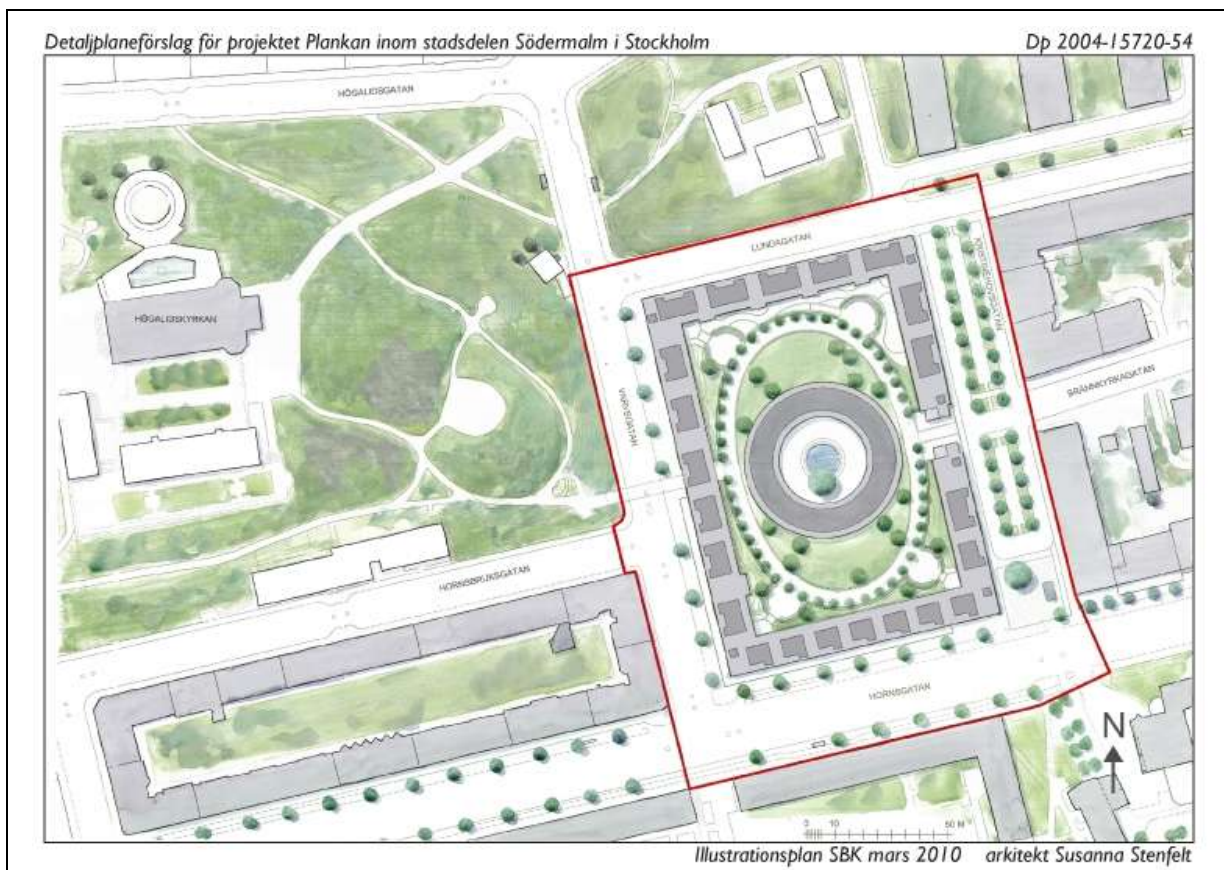 Detaljplaneförslag för projektet Plankan inom stadsdelen Södermalm i Stockholm
Dp 2004-15720-54
HÖGALIDSGATAN
LUNDAGATAN
KRISTINEHOVSGATAN
HÖGALIDSKYRKAN
BRÄNNKYRKAGATAN
VARVSGATAN
HORNSBRUKSGATAN
HORNSGATAN
N
0 10 50 M
Illustrationsplan SBK mars 2010 arkitekt Susanna Stenfelt